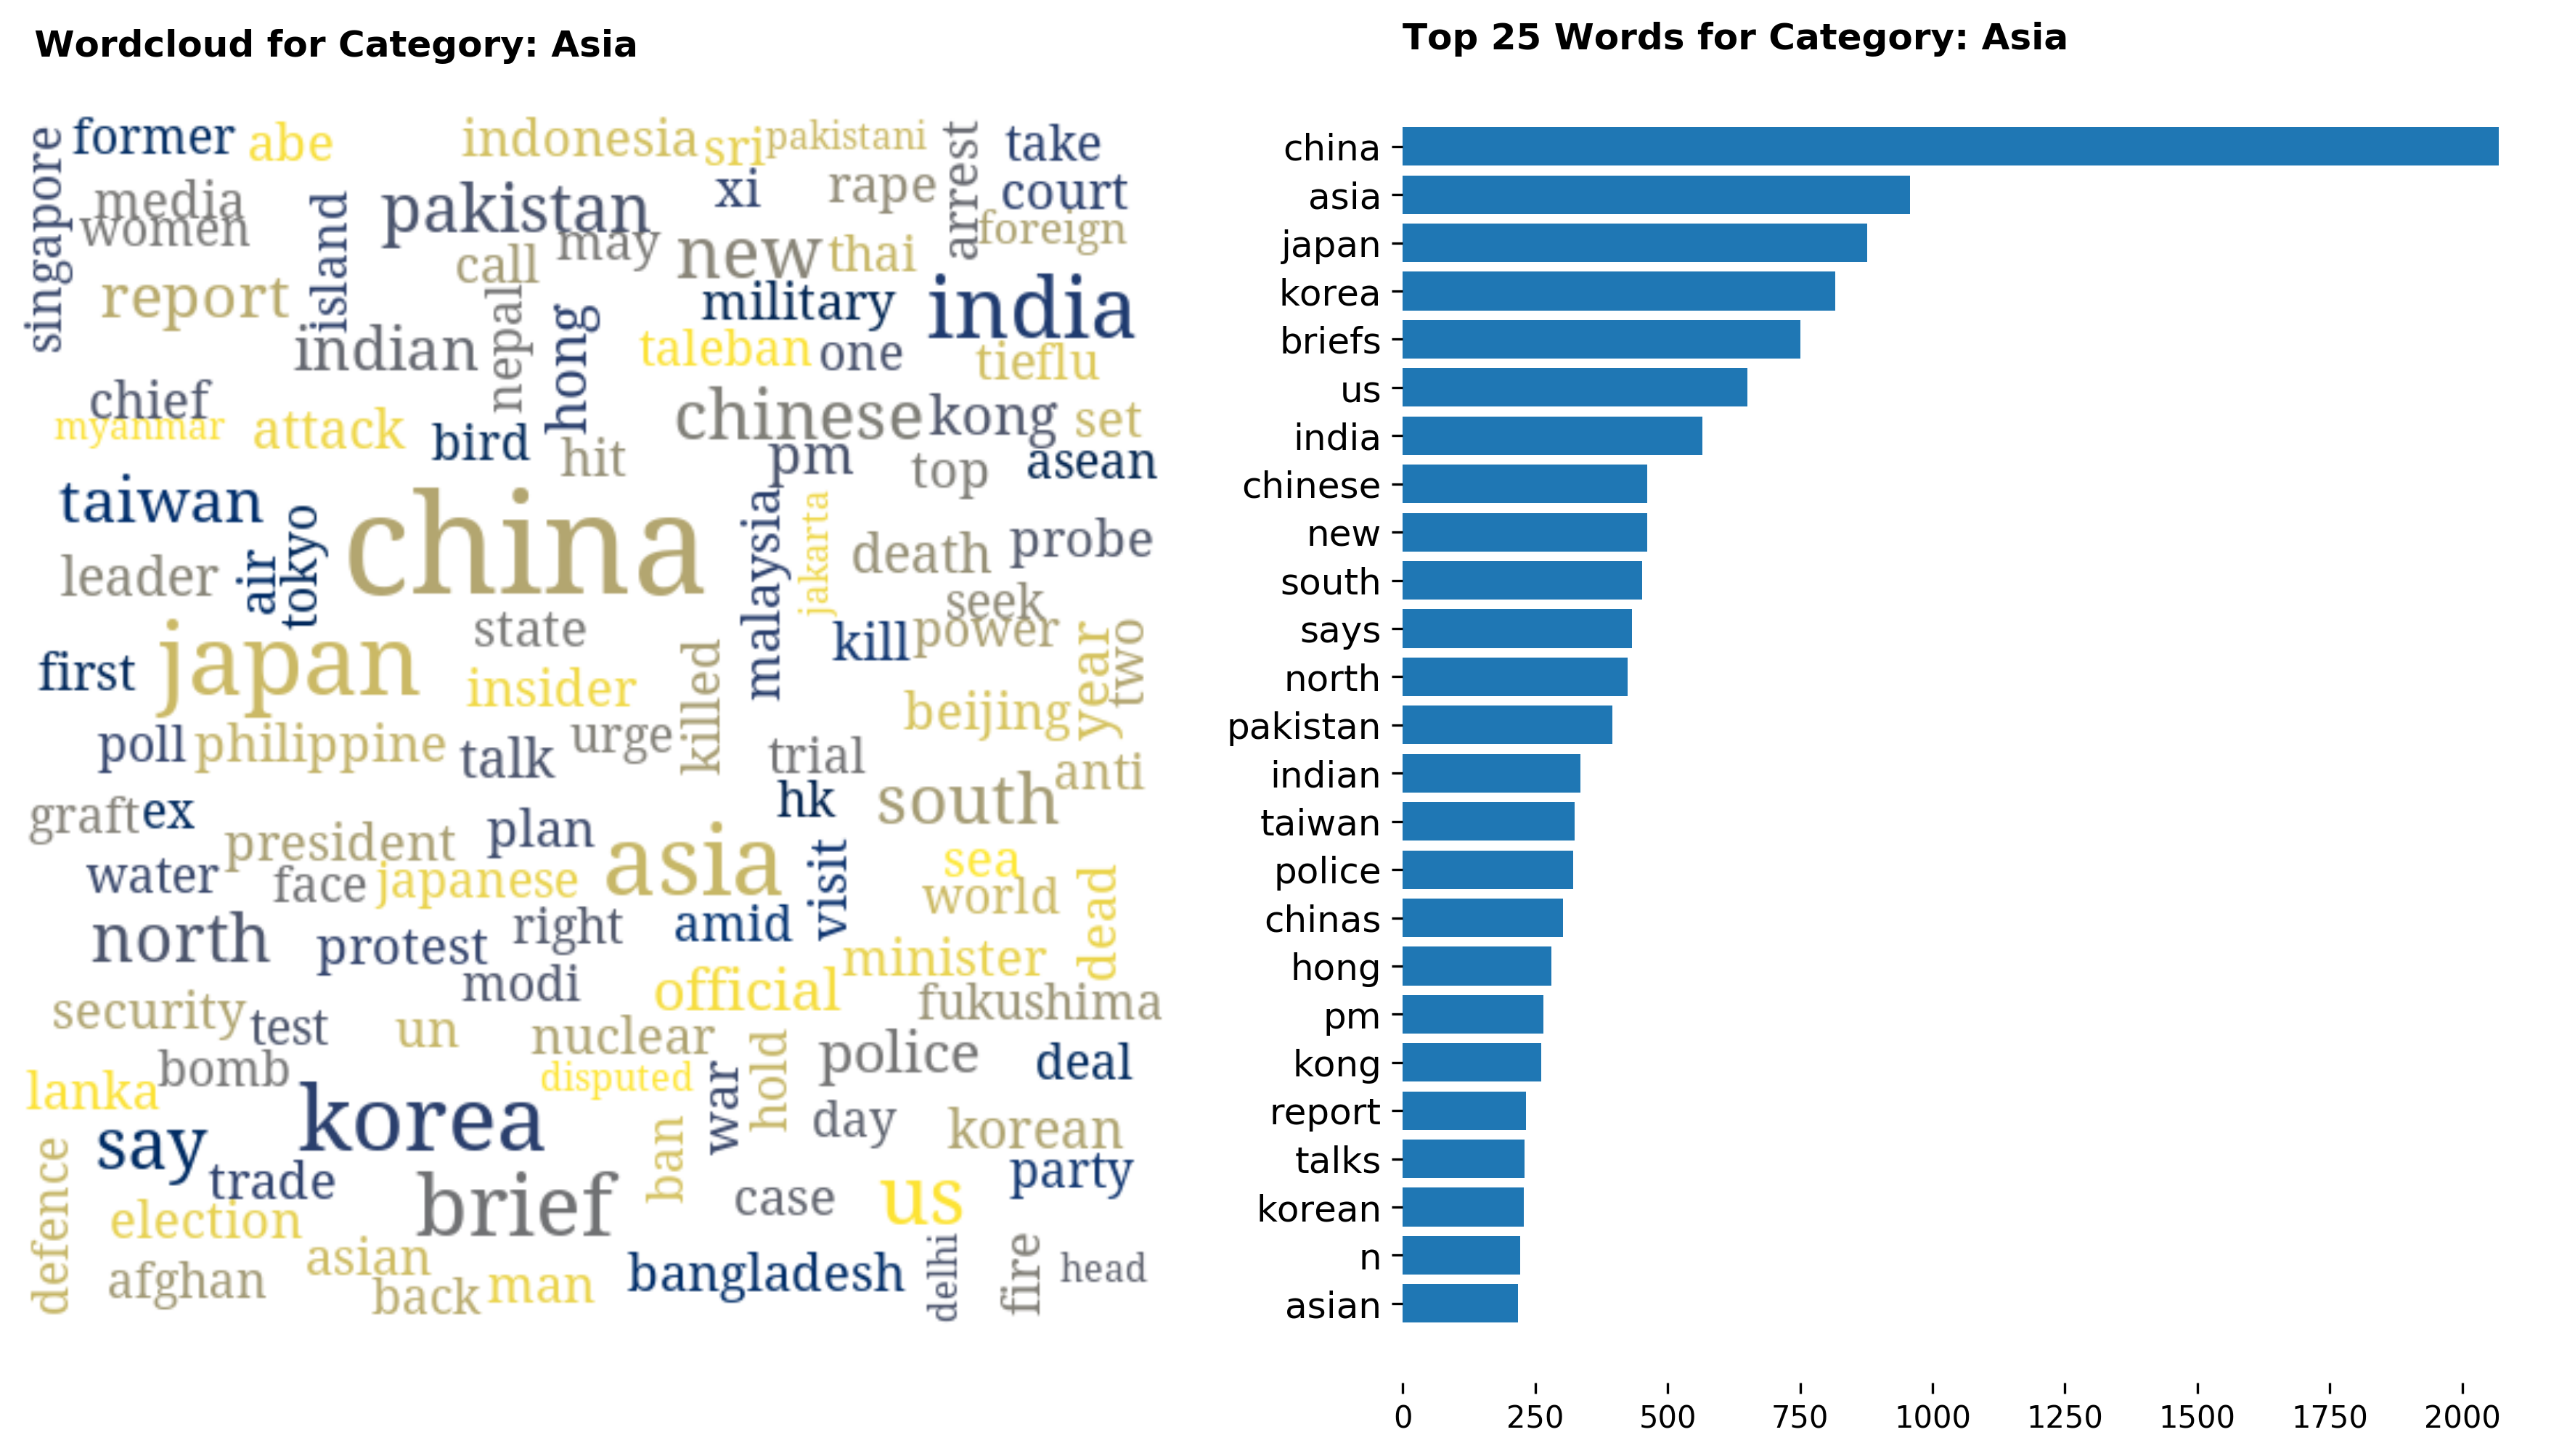 Wordcloud for Category: Asia
singapore
former
abe
indonesia
sri
pakistani
arrest
take
media
women
island
pakistan
xi
rape
court
foreign
call
may
new
thai
report
nepal
hong
military
india
indian
taleban
one
tieflu
chief
myanmar
attack
bird
hit
chinese
kong
set
pm
top
asean
taiwan
tokyo
air
china
malaysia
jakarta
death
probe
leader
seek
state
kill
power
year
two
first
japan
insider
killed
beijing
poll
philippine
talk
urge
trial
anti
graft
ex
president
plan
hk
south
asia
visit
sea
water
face
japanese
world
dead
north
protest
right
amid
minister
modi
official
security
test
un
nuclear
hold
fukushima
bomb
police
deal
lanka
disputed
war
korea
day
korean
say
ban
defence
trade
brief
case
us
party
election
asian
afghan
back
man
bangladesh
delhi
fire
head
Top 25 Words for Category: Asia
china
asia
japan
korea
briefs
us
india
chinese
new
south
says
north
pakistan
indian
taiwan
police
chinas
hong
pm
kong
report
talks
korean
n
asian
0 250 500 750 1000 1250 1500 1750 2000